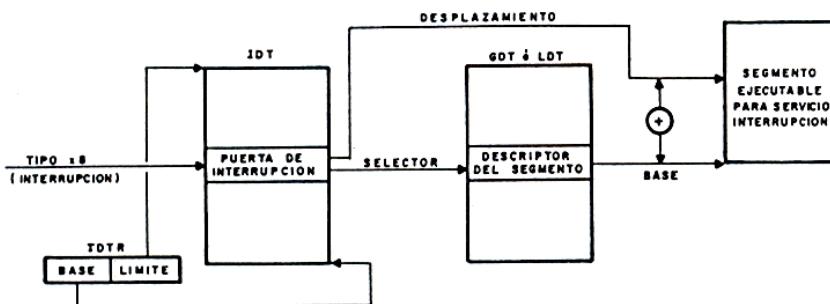 DESPLAZAMIENTO
IDT
GDT ó LDT
SEGMENTO
EJECUTABLE
PARA SERVICIO
INTERRUPCION
TIPO x 8
(INTERRUPCION)
PUERTA DE
INTERRUPCION
SELECTOR
DESCRIPTOR
DEL SEGMENTO
BASE
+
IDTR
BASE
LIMITE